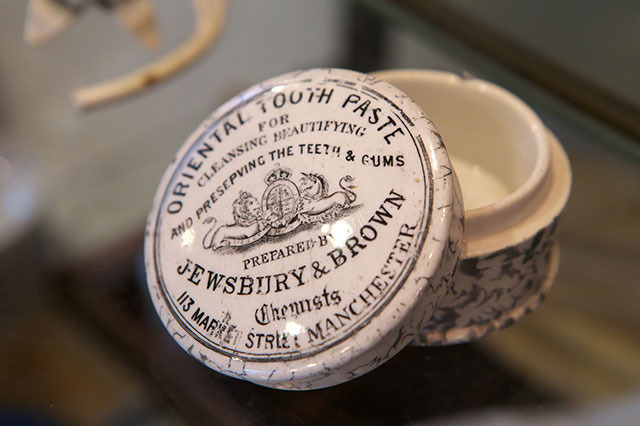 ORIENTAL TOOTH PASTE
FOR
CLEANSING BEAUTIFYING
AND PRESERVING THE TEETH & GUMS
PREPARED BY
JEWSBURY & BROWN
Chemists
113 MARKET STREET MANCHESTER